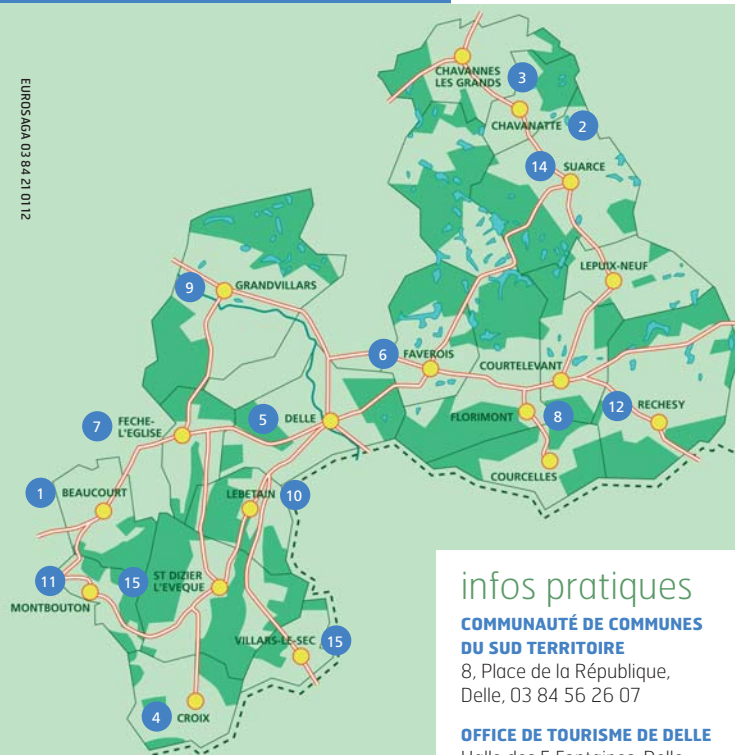 EUROSAGA 03 84 21 0112
CHAVANNES
LES GRANDS
3
CHAVANATTE
2
14
SUARCE
LEPUIX-NEUF
9
GRANDVILLARS
6
FAVEROIS
COURTELEVANT
7
FECHE-
L'EGLISE
5
DELLE
FLORIMONT
8
12
RECHESY
COURCELLES
1
BEAUCOURT
LEBETAIN
10
11
MONTBOUTON
15
ST DIZIER
L'EVEQUE
VILLARS-LE-SEC
15
4
CROIX
infos pratiques
COMMUNAUTÉ DE COMMUNES
DU SUD TERRITOIRE
8, Place de la République,
Delle, 03 84 56 26 07
OFFICE DE TOURISME DE DELLE